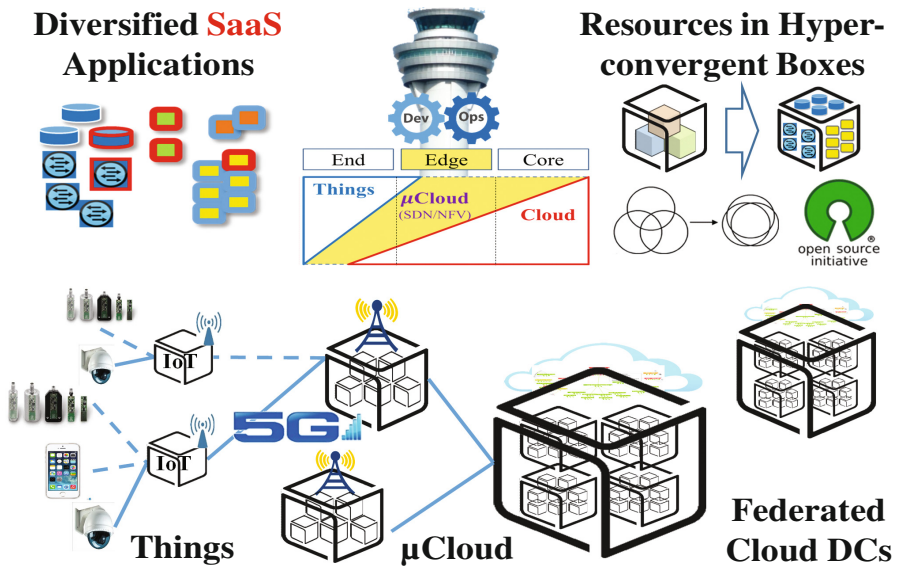 Diversified SaaS
Applications
Dev
Ops
Resources in Hyper-
convergent Boxes
End
Edge
Core
Things
μCloud
(SDN/NFV)
Cloud
open source
initiative
®
IoT
5G
IoT
Things
μCloud
Federated
Cloud DCs